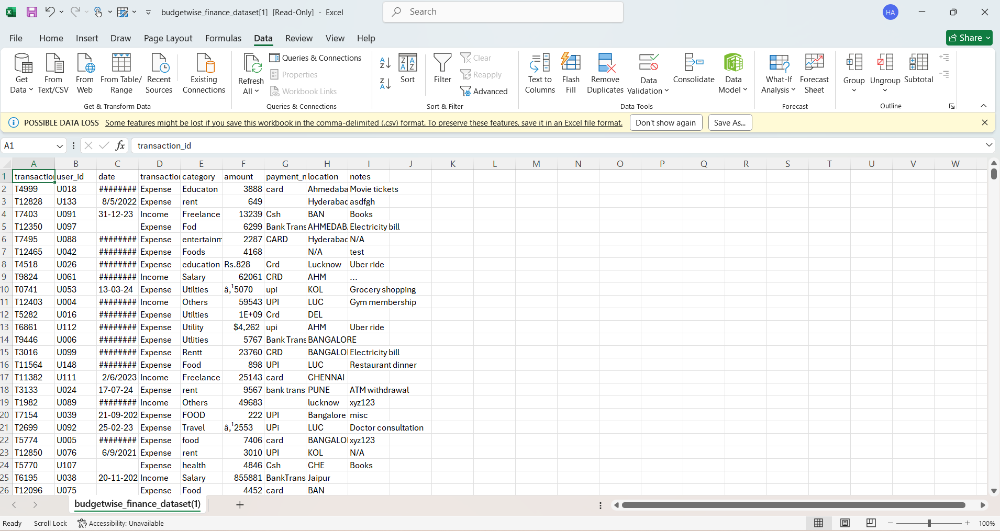 budgetwise_finance_dataset[1]  [Read-Only]  -  Excel
Search
HA
File Home Insert Draw Page Layout Formulas Data Review View Help
Share
Get Data
From Text/CSV
From Web
From Table/ Range
Recent Sources
Existing Connections
Get & Transform Data
Refresh All
Queries & Connections
Properties
Workbook Links
Queries & Connections
Sort
Filter
Clear
Reapply
Advanced
Sort & Filter
Text to Columns
Flash Fill
Remove Duplicates
Data Validation
Consolidate
Data Model
Data Tools
What-If Analysis
Forecast Sheet
Forecast
Group
Ungroup
Subtotal
Outline
POSSIBLE DATA LOSS Some features might be lost if you save this workbook in the comma-delimited (.csv) format. To preserve these features, save it in an Excel file format. Don't show again Save As...
A1 fx transaction_id
A B C D E F G H I J K L M N O P Q R S T U V W
1 transaction user_id date transaction category amount payment_m location notes
2 T4999 U018 ######## Expense Educaton 3888 card Ahmedaba Movie tickets
3 T12828 U133 8/5/2022 Expense rent 649 Hyderabad asdfgh
4 T7403 U091 31-12-23 Income Freelance 13239 Csh BAN Books
5 T12350 U097 Expense Fod 6299 Bank Trans AHMEDAB Electricity bill
6 T7495 U088 ######## Expense entertainm 2287 CARD Hyderabad N/A
7 T12465 U042 ######## Expense Foods 4168 N/A test
8 T4518 U026 ######## Expense education Rs.828 Crd Lucknow Uber ride
9 T9824 U061 ######## Income Salary 62061 CRD AHM ...
10 T0741 U053 13-03-24 Expense Utilties â‚¹5070 upi KOL Grocery shopping
11 T12403 U004 ######## Income Others 59543 UPI LUC Gym membership
12 T5282 U016 ######## Expense Utilties 1E+09 Crd DEL
13 T6861 U112 ######## Expense Utility $4,262 upi AHM Uber ride
14 T9446 U006 ######## Expense Utlities 5767 Bank Trans BANGALORE
15 T3016 U099 ######## Expense Rentt 23760 CRD BANGALO Electricity bill
16 T11564 U148 ######## Expense Food 898 UPI LUC Restaurant dinner
17 T11382 U111 2/6/2023 Income Freelance 25143 card CHENNAI
18 T3133 U024 17-07-24 Expense rent 9567 bank trans PUNE ATM withdrawal
19 T1982 U089 ######## Income Others 49683 lucknow xyz123
20 T7154 U039 21-09-202 Expense FOOD 222 UPI Bangalore misc
21 T2699 U092 25-02-23 Expense Travel â‚¹2553 UPi LUC Doctor consultation
22 T5774 U005 ######## Expense food 7406 card BANGALO xyz123
23 T12850 U076 6/9/2021 Expense rent 3010 UPI KOL N/A
24 T5770 U107 Expense health 4846 Csh CHE Books
25 T6195 U038 20-11-202 Income Salary 855881 BankTrans Jaipur
26 T12096 U075 Expense Food 4452 card BAN
budgetwise_finance_dataset(1)
Ready Scroll Lock Accessibility: Unavailable 100%